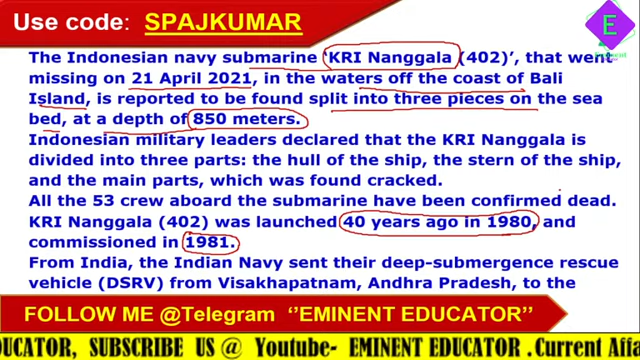 Use code: SPAJKUMAR
E
The Indonesian navy submarine ‘KRI Nanggala (402)’, that went
missing on 21 April 2021, in the waters off the coast of Bali
Island, is reported to be found split into three pieces on the sea
bed, at a depth of 850 meters.
Indonesian military leaders declared that the KRI Nanggala is
divided into three parts: the hull of the ship, the stern of the ship,
and the main parts, which was found cracked.
All the 53 crew aboard the submarine have been confirmed dead.
KRI Nanggala (402) was launched 40 years ago in 1980, and
commissioned in 1981.
From India, the Indian Navy sent their deep-submergence rescue
vehicle (DSRV) from Visakhapatnam, Andhra Pradesh, to the
FOLLOW ME @Telegram ‘‘EMINENT EDUCATOR’’
DUCATOR, SUBSCRIBE US @ Youtube- EMINENT EDUCATOR .Current Affa